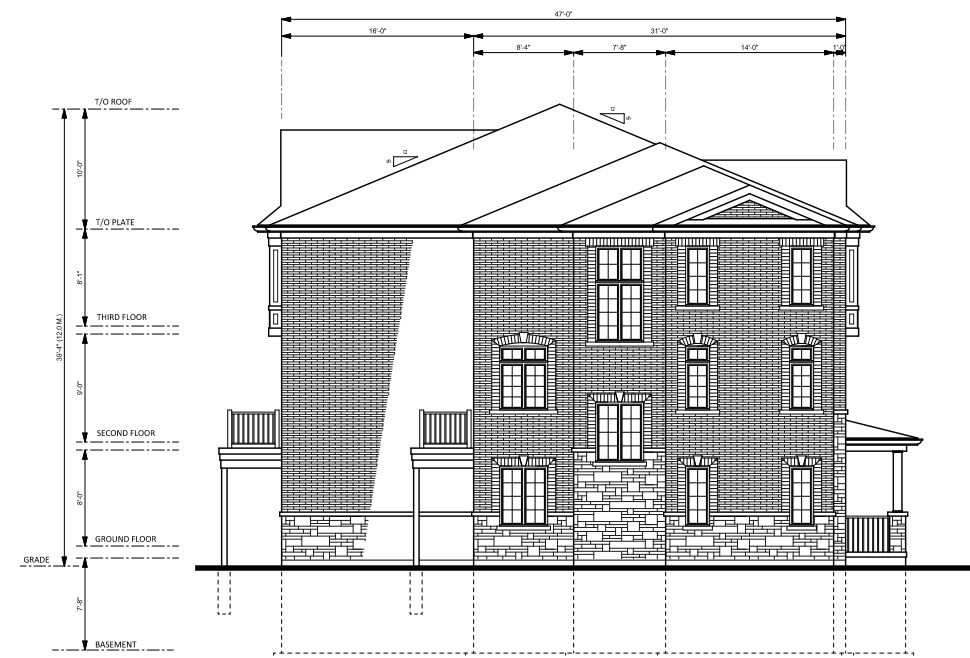 47'-0"
16'-0"
31'-0"
8'-4"
7'-8"
14'-0"
1'-0"
T/O ROOF
12
12
10'-0"
T/O PLATE
8'-1"
THIRD FLOOR
39'-4" (12.0 M.)
9'-0"
SECOND FLOOR
8'-0"
GROUND FLOOR
GRADE
7'-8"
BASEMENT